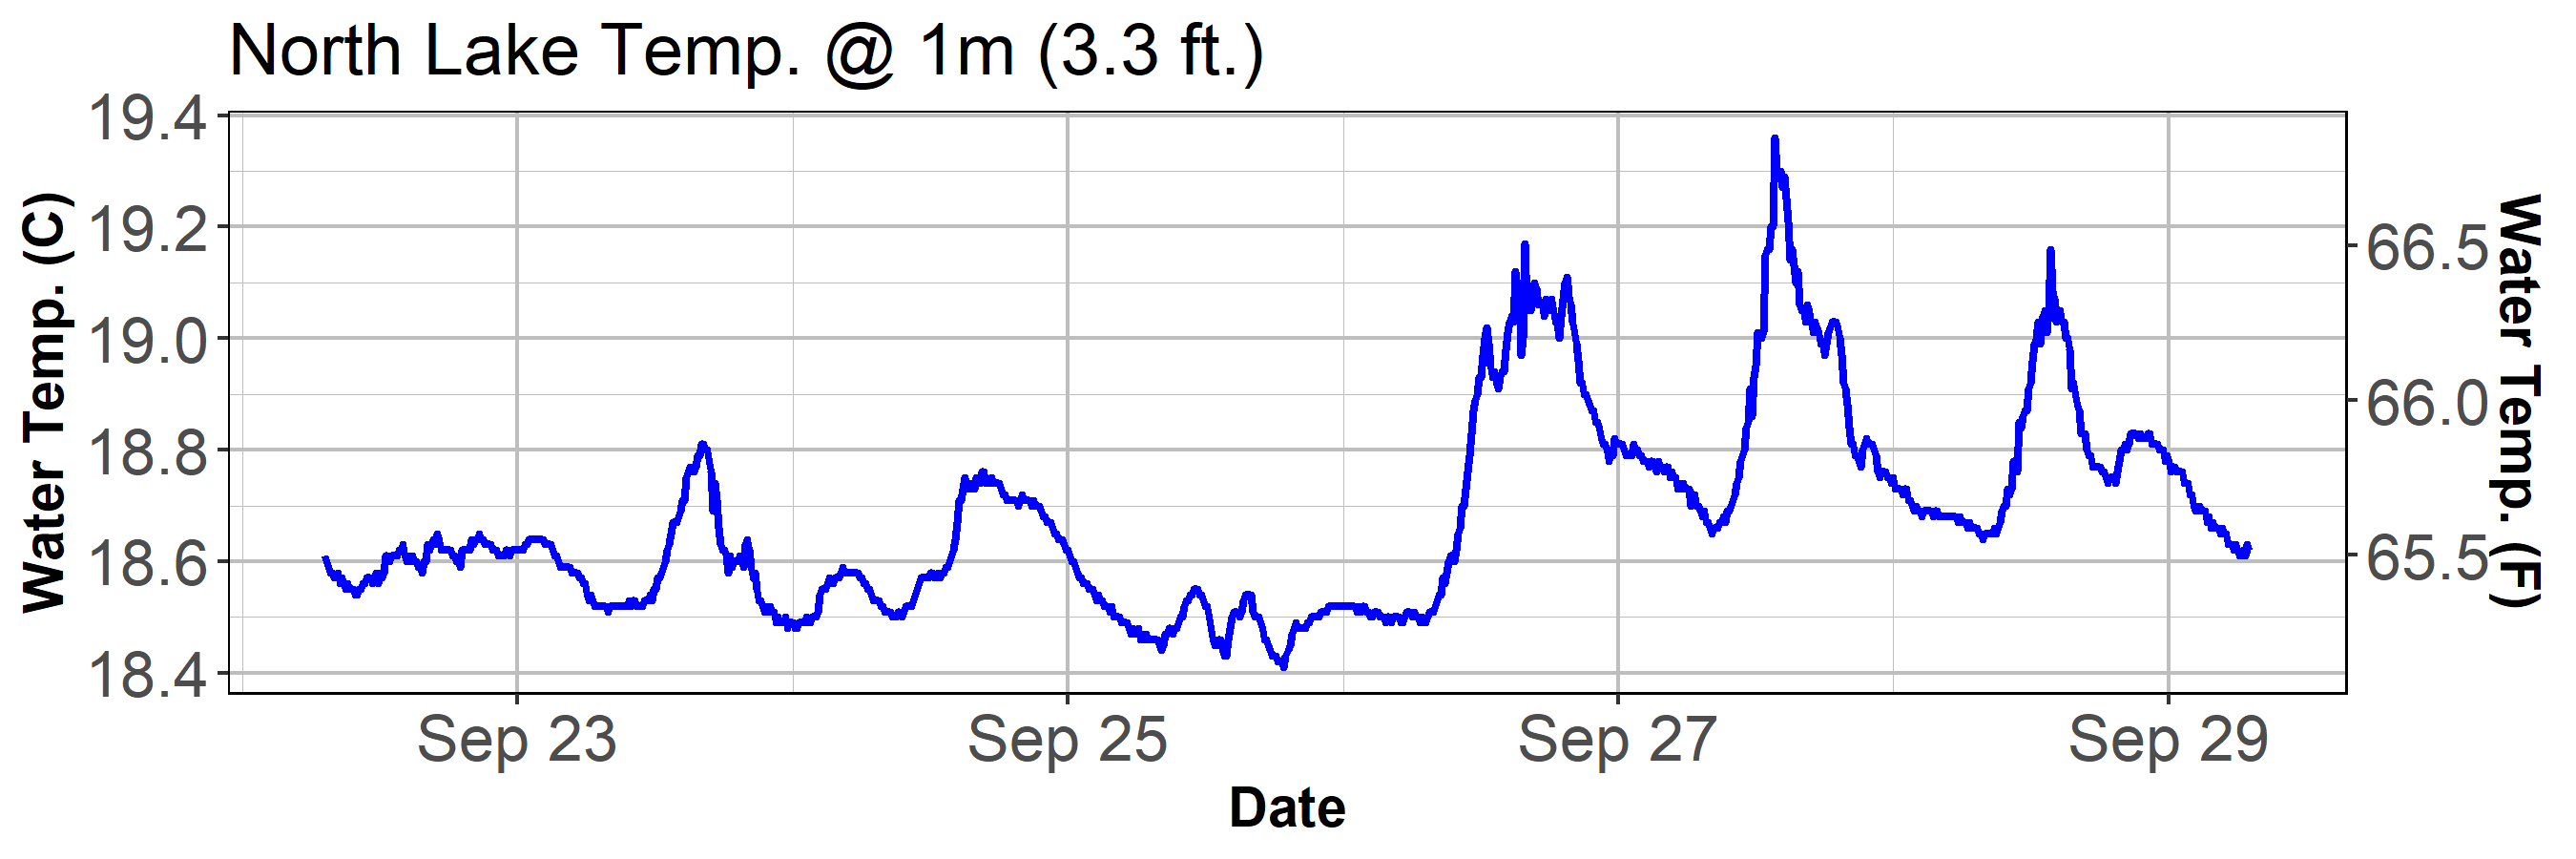 North Lake Temp. @ 1m (3.3 ft.)
Water Temp. (C)
19.4
19.2
19.0
18.8
18.6
18.4
66.5
66.0
65.5
Water Temp. (F)
Sep 23 Sep 25 Sep 27 Sep 29
Date